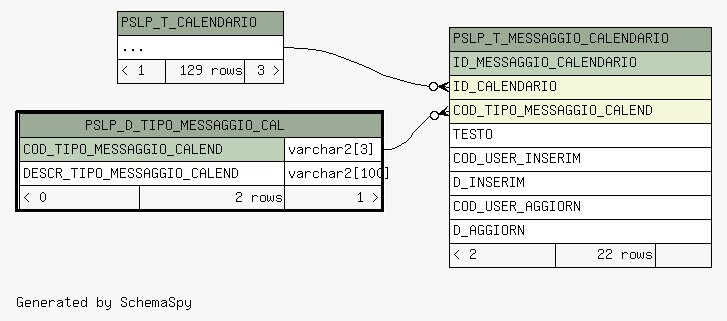 PSLP_T_CALENDARIO
...
< 1 129 rows 3 >
PSLP_D_TIPO_MESSAGGIO_CAL
COD_TIPO_MESSAGGIO_CALEND varchar2[3]
DESCR_TIPO_MESSAGGIO_CALEND varchar2[100]
< 0 2 rows 1 >
PSLP_T_MESSAGGIO_CALENDARIO
ID_MESSAGGIO_CALENDARIO
ID_CALENDARIO
COD_TIPO_MESSAGGIO_CALEND
TESTO
COD_USER_INSERIM
D_INSERIM
COD_USER_AGGIORN
D_AGGIORN
< 2 22 rows
Generated by SchemaSpy